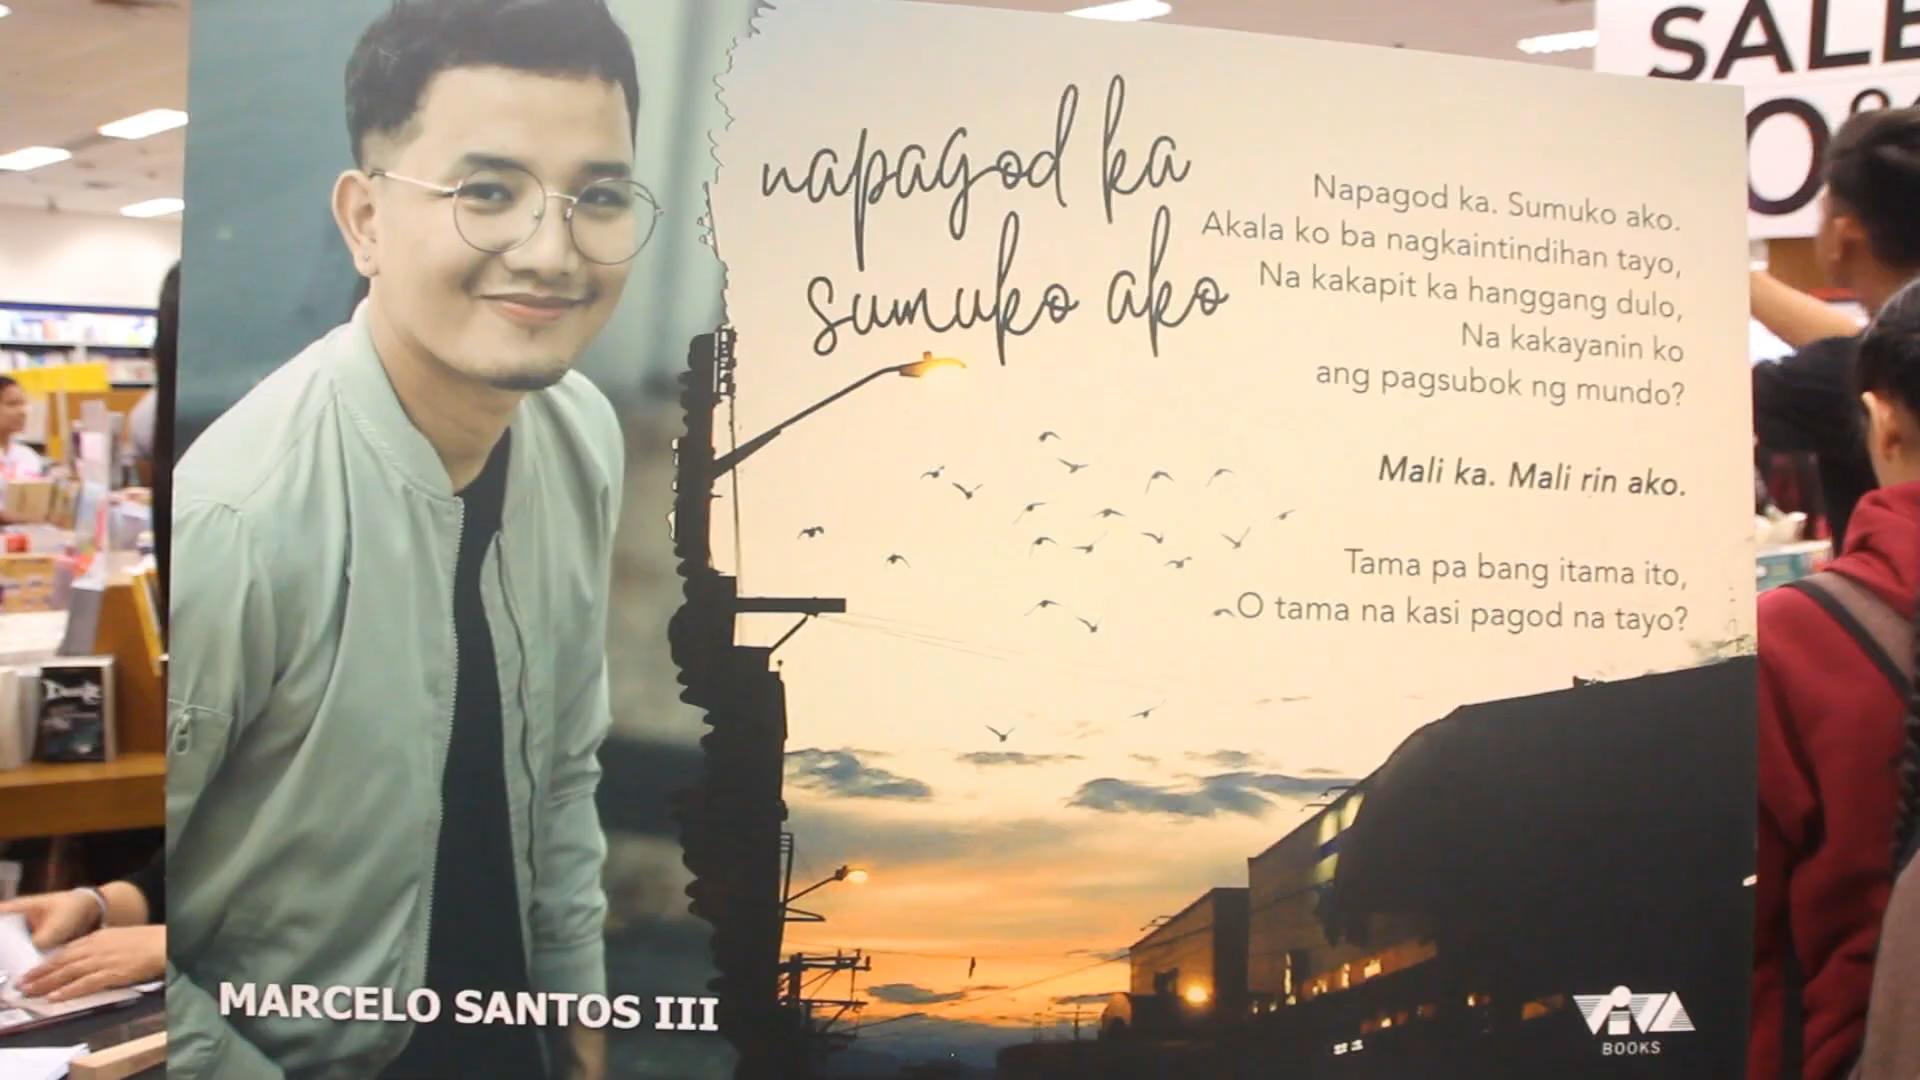 SALE
napagod ka
sumuko ako
Napagod ka. Sumuko ako.
Akala ko ba nagkaintindihan tayo,
Na kakapit ka hanggang dulo,
Na kakayanin ko
ang pagsubok ng mundo?
Mali ka. Mali rin ako.
Tama pa bang itama ito,
O tama na kasi pagod na tayo?
MARCELO SANTOS III
VIVA
BOOKS